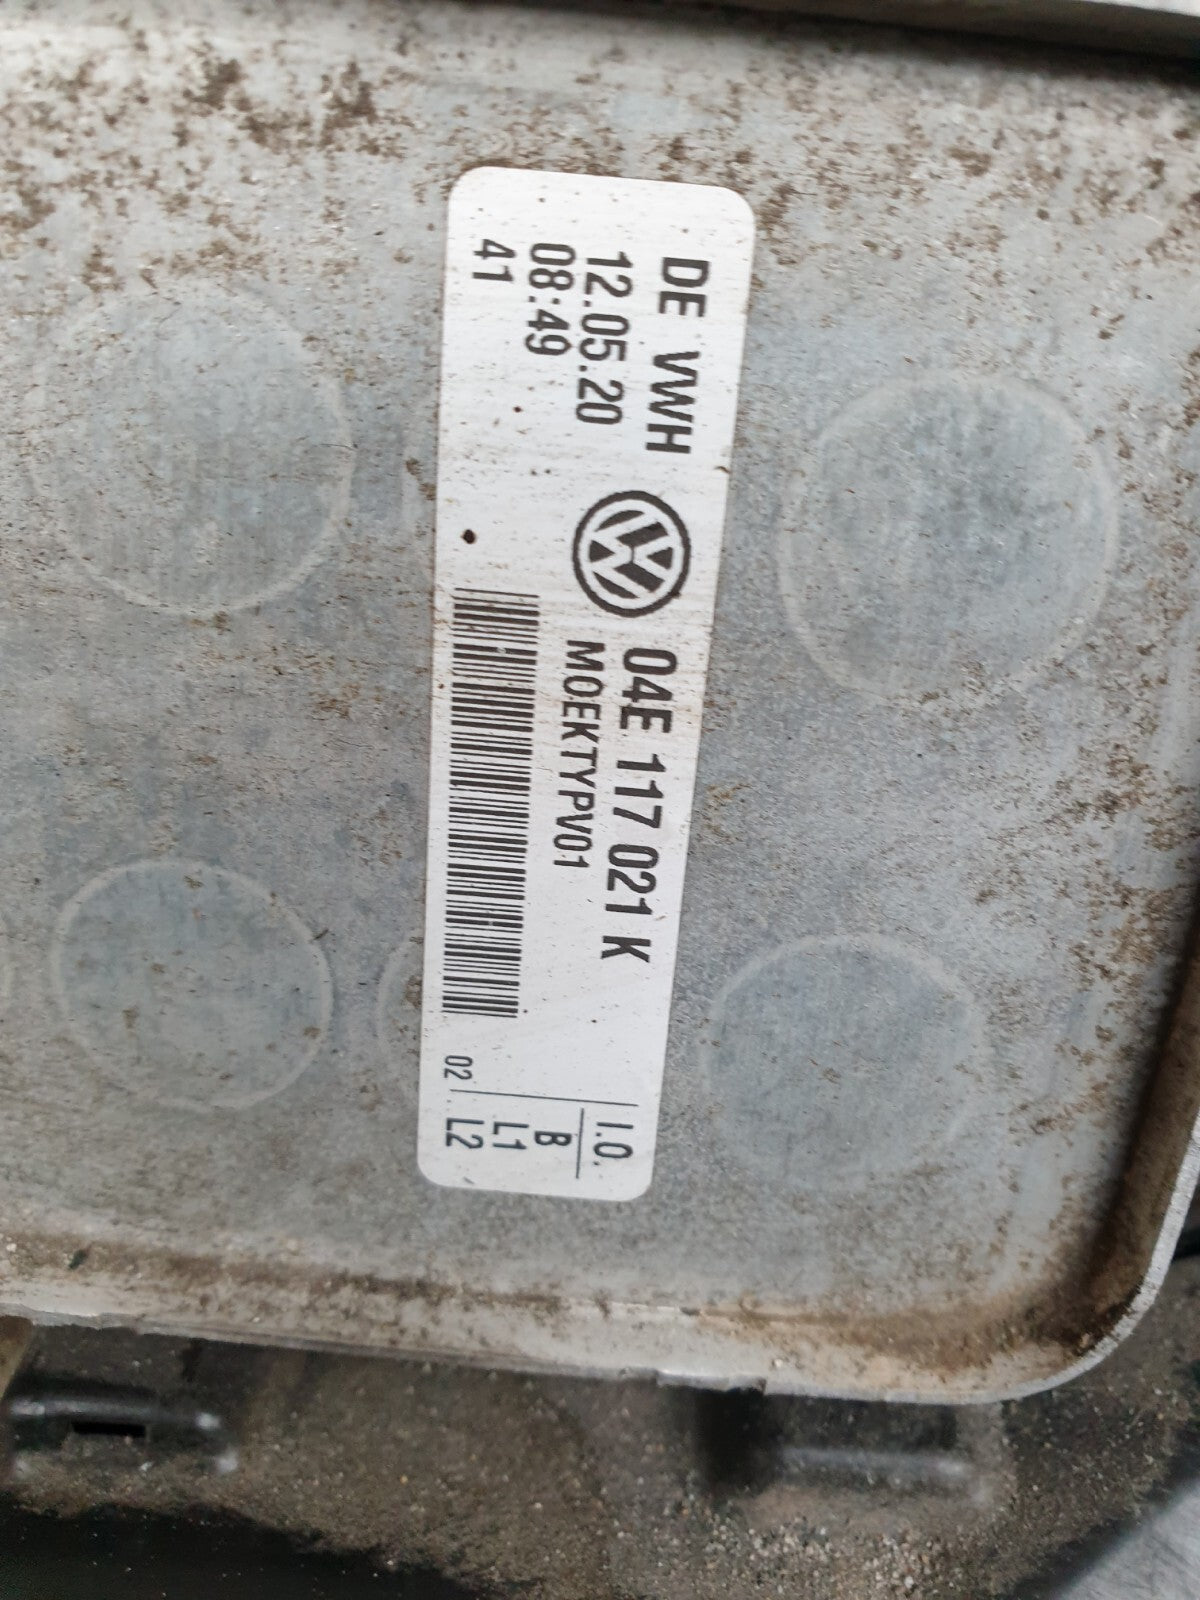 DE VWH
12.05.20
08:49
41
04E 117 021 K
MOEKTYPV01
02
I.O.
B
L1
L2